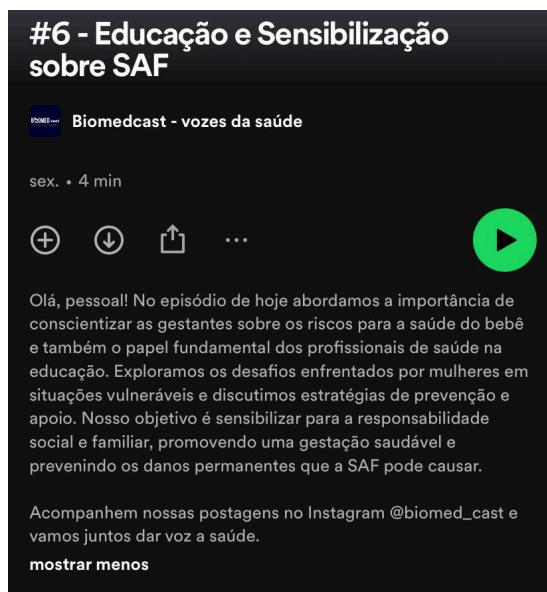 #6 - Educação e Sensibilização
sobre SAF
Biomedcast - vozes da saúde
sex. • 4 min
Olá, pessoal! No episódio de hoje abordamos a importância de
conscientizar as gestantes sobre os riscos para a saúde do bebê
e também o papel fundamental dos profissionais de saúde na
educação. Exploramos os desafios enfrentados por mulheres em
situações vulneráveis e discutimos estratégias de prevenção e
apoio. Nosso objetivo é sensibilizar para a responsabilidade
social e familiar, promovendo uma gestação saudável e
prevenindo os danos permanentes que a SAF pode causar.
Acompanhem nossas postagens no Instagram @biomed_cast e
vamos juntos dar voz a saúde.
mostrar menos